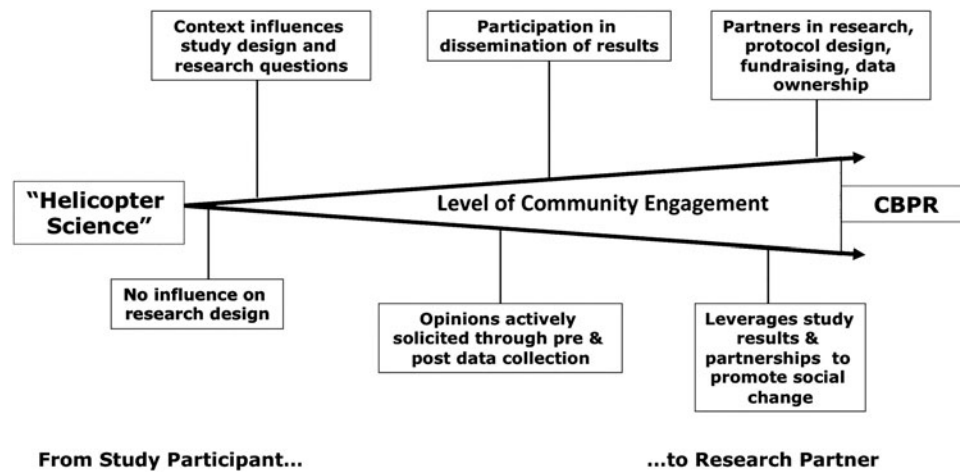 Context influences
study design and
research questions
Participation in
dissemination of results
Partners in research,
protocol design,
fundraising, data
ownership
“Helicopter
Science”
Level of Community Engagement
CBPR
No influence on
research design
Opinions actively
solicited through pre &
post data collection
Leverages study
results &
partnerships to
promote social
change
From Study Participant...
...to Research Partner